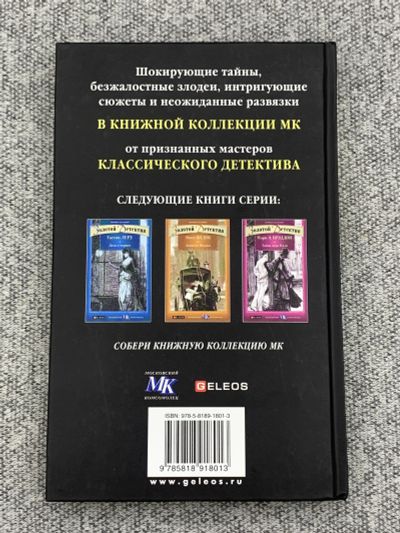 Шокирующие тайны,
безжалостные злодеи, интригующие
сюжеты и неожиданные развязки
В КНИЖНОЙ КОЛЛЕКЦИИ МК
от признанных мастеров
КЛАССИЧЕСКОГО ДЕТЕКТИВА
СЛЕДУЮЩИЕ КНИГИ СЕРИИ:
Золотой Детектив
Золотой Детектив
Золотой Детектив
СОБЕРИ КНИЖНУЮ КОЛЛЕКЦИЮ МК
МОСКОВСКИЙ
МК
КОМСОМОЛЕЦ
GELEOS
ISBN: 978-5-8189-1801-3
9 785818 918013
www.geleos.ru